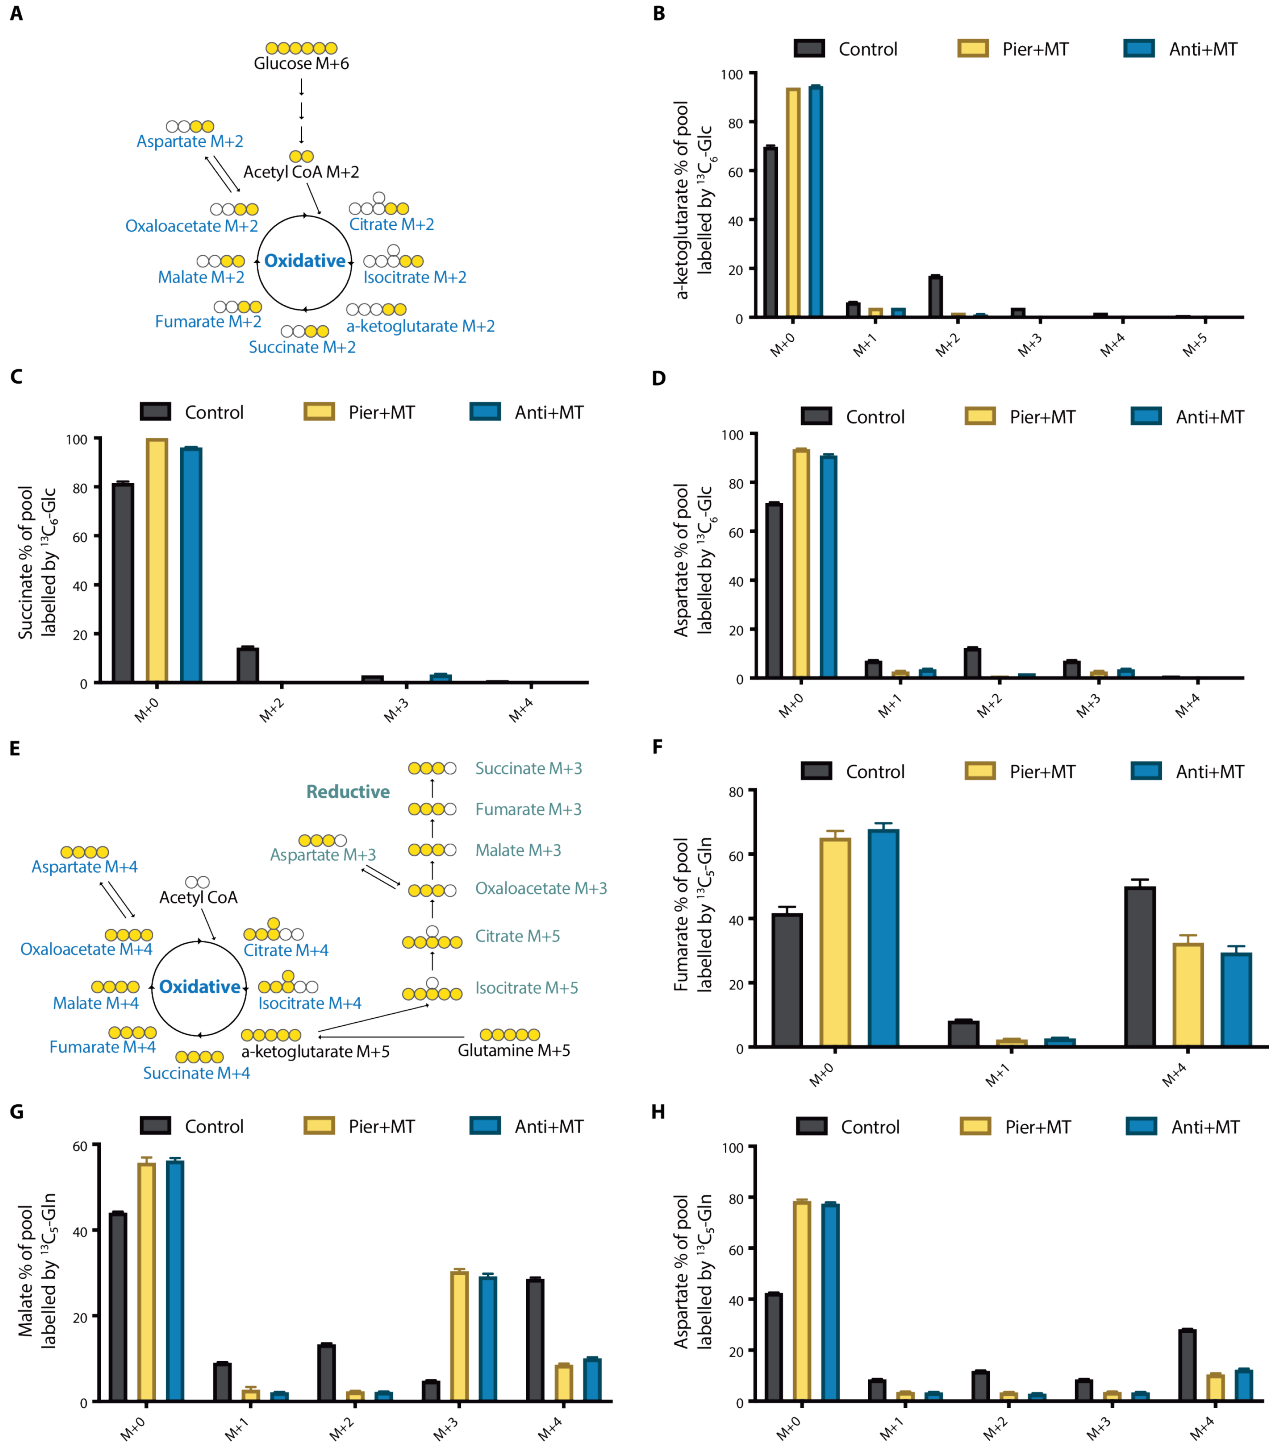 A
Glucose M+6
Aspartate M+2
Acetyl CoA M+2
Oxaloacetate M+2
Citrate M+2
Oxidative
Malate M+2
Isocitrate M+2
Fumarate M+2
a-ketoglutarate M+2
Succinate M+2
B
Control Pier+MT Anti+MT
a-ketoglutarate % of pool
labelled by ¹³C₆-Glc
100
80
60
40
20
0
M+0 M+1 M+2 M+3 M+4 M+5
C
Control Pier+MT Anti+MT
Succinate % of pool
labelled by ¹³C₆-Glc
100
80
60
40
20
0
M+0 M+2 M+3 M+4
D
Control Pier+MT Anti+MT
Aspartate % of pool
labelled by ¹³C₆-Glc
100
80
60
40
20
0
M+0 M+1 M+2 M+3 M+4
E
Succinate M+3
Reductive
Fumarate M+3
Malate M+3
Aspartate M+3
Aspartate M+4
Oxaloacetate M+3
Acetyl CoA
Citrate M+5
Oxaloacetate M+4
Citrate M+4
Oxidative
Isocitrate M+5
Malate M+4
Isocitrate M+4
Fumarate M+4
a-ketoglutarate M+5
Glutamine M+5
Succinate M+4
F
Control Pier+MT Anti+MT
Fumarate % of pool
labelled by ¹³C₅-Gln
80
60
40
20
0
M+0 M+1 M+4
G
Control Pier+MT Anti+MT
Malate % of pool
labelled by ¹³C₅-Gln
60
40
20
0
M+0 M+1 M+2 M+3 M+4
H
Control Pier+MT Anti+MT
Aspartate % of pool
labelled by ¹³C₅-Gln
100
80
60
40
20
0
M+0 M+1 M+2 M+3 M+4